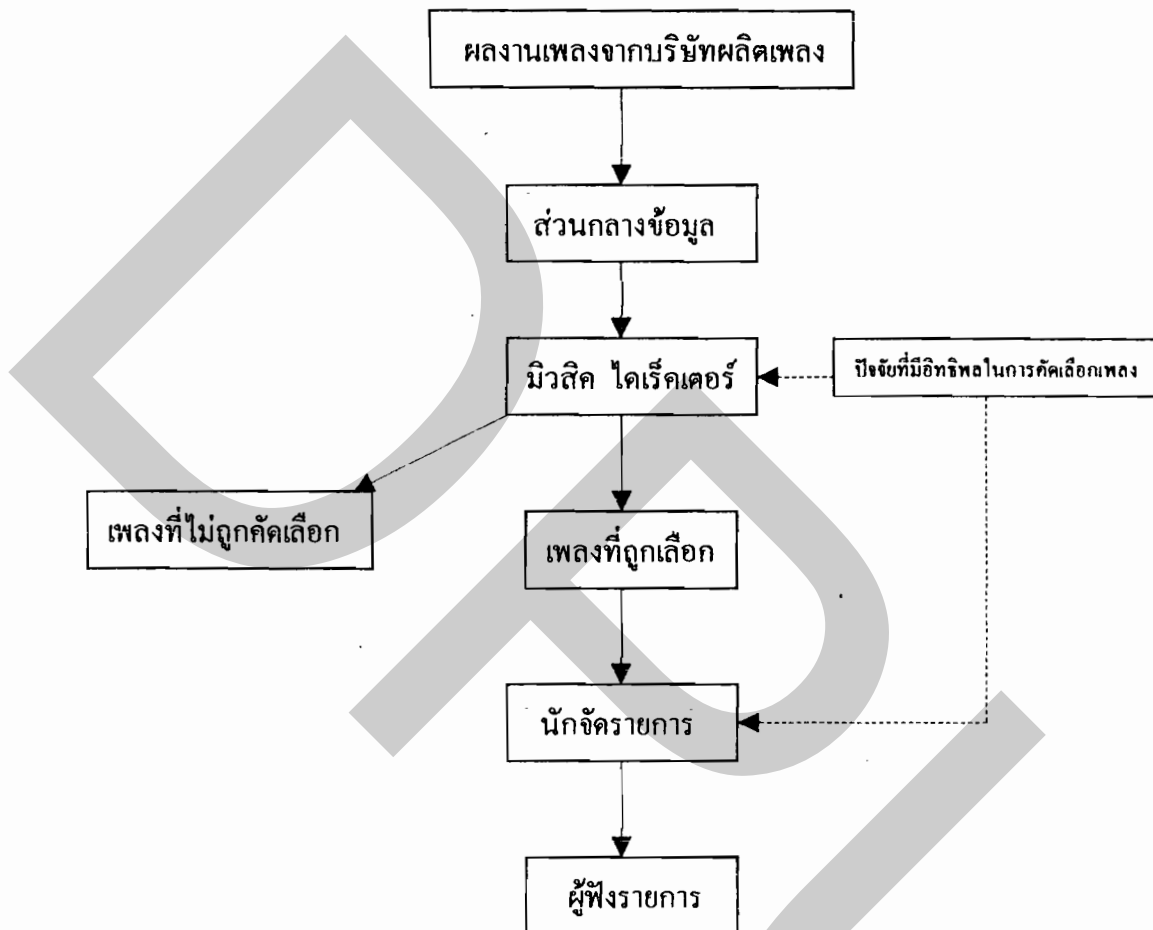 ผลงานเพลงจากบริษัทผลิตเพลง
ส่วนกลางข้อมูล
มิวสิค ไดเร็คเตอร์
ปัจจัยที่มีอิทธิพลในการคัดเลือกเพลง
เพลงที่ไม่ถูกคัดเลือก
เพลงที่ถูกเลือก
นักจัดรายการ
ผู้ฟังรายการ